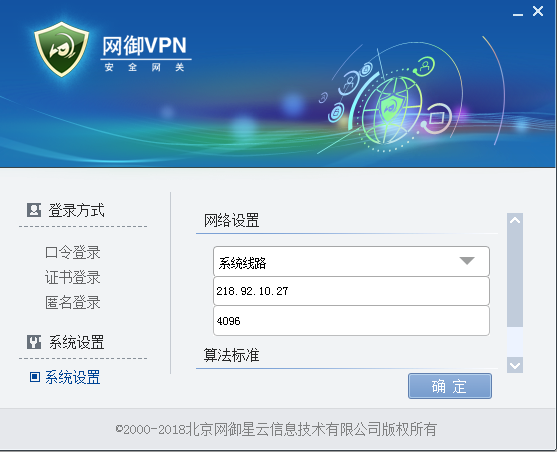 网御VPN
安全网关
登录方式
口令登录
证书登录
匿名登录
系统设置
系统设置
网络设置
系统线路
218.92.10.27
4096
算法标准
确 定
©2000-2018北京网御星云信息技术有限公司版权所有